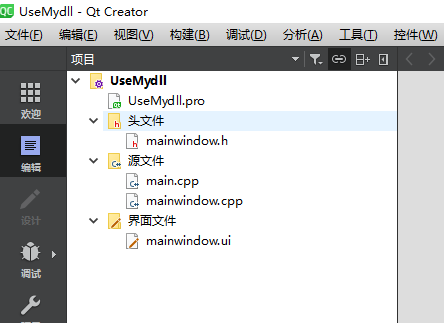 QC UseMydll - Qt Creator
文件(F) 编辑(E) 视图(V) 构建(B) 调试(D) 分析(A) 工具(T) 控件(W)
项目
UseMydll
UseMydll.pro
头文件
mainwindow.h
源文件
main.cpp
mainwindow.cpp
界面文件
mainwindow.ui
欢迎
编辑
设计
调试